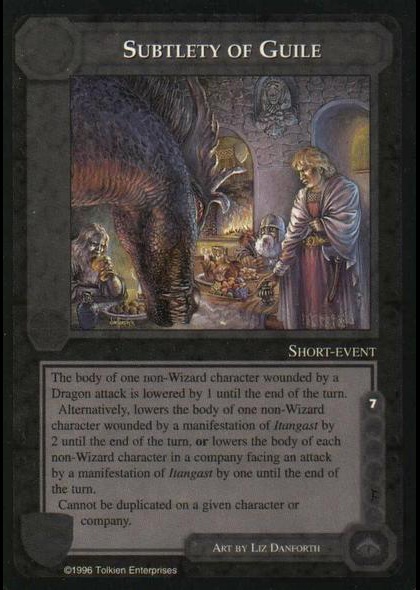 SUBTLETY OF GUILE
SHORT-EVENT
The body of one non-Wizard character wounded by a
Dragon attack is lowered by 1 until the end of the turn.
Alternatively, lowers the body of one non-Wizard
character wounded by a manifestation of Itangast by
2 until the end of the turn, or lowers the body of each
non-Wizard character in a company facing an attack
by a manifestation of Itangast by one until the end of
the turn.
Cannot be duplicated on a given character or
company.
7
F
ART BY LIZ DANFORTH
©1996 Tolkien Enterprises